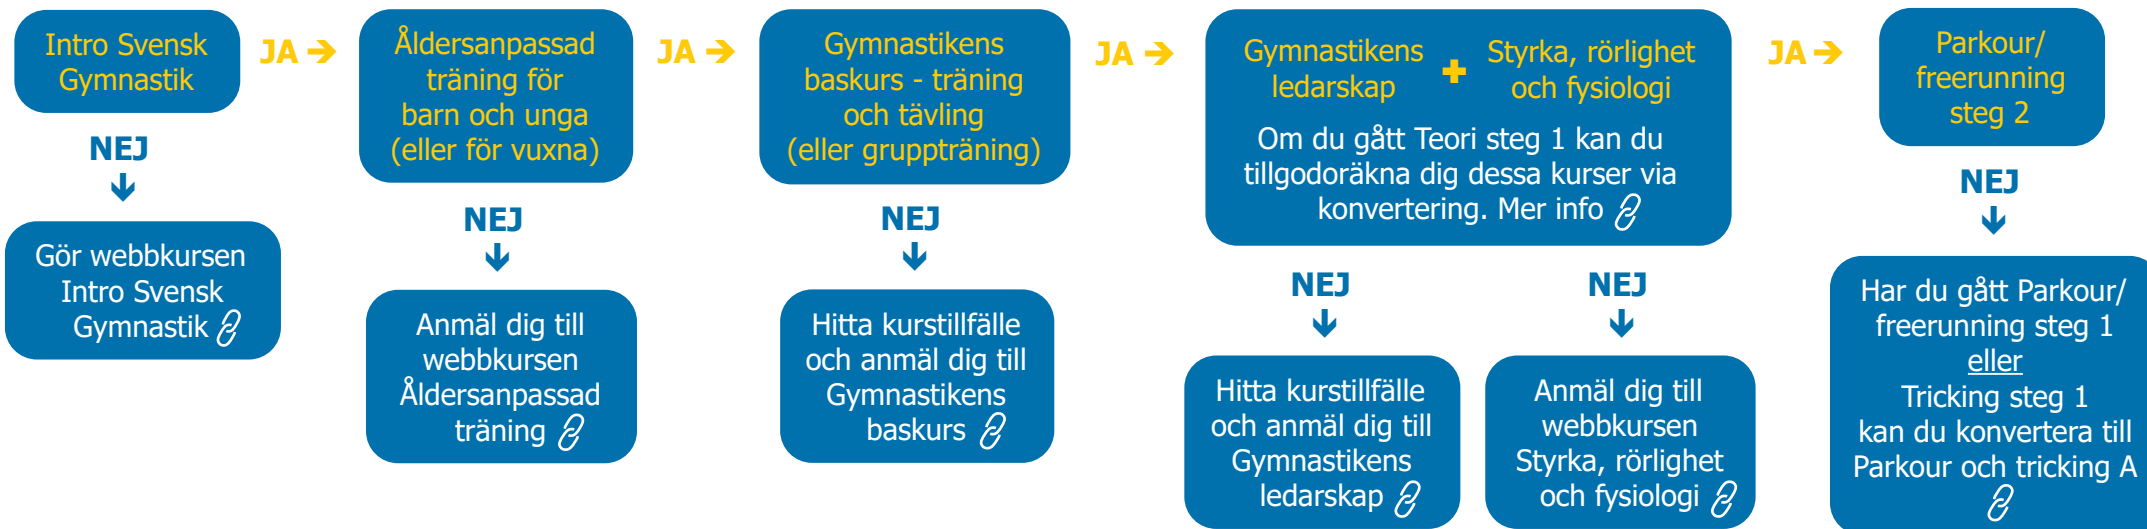 Intro Svensk
Gymnastik
JA ➔
NEJ
Gör webbkursen
Intro Svensk
Gymnastik
Åldersanpassad
träning för
barn och unga
(eller för vuxna)
JA ➔
NEJ
Anmäl dig till
webbkursen
Åldersanpassad
träning
Gymnastikens
baskurs - träning
och tävling
(eller gruppträning)
JA ➔
NEJ
Hitta kurstillfälle
och anmäl dig till
Gymnastikens
baskurs
Gymnastikens
ledarskap
+
Styrka, rörlighet
och fysiologi
Om du gått Teori steg 1 kan du
tillgodoräkna dig dessa kurser via
konvertering. Mer info
JA ➔
NEJ
Hitta kurstillfälle
och anmäl dig till
Gymnastikens
ledarskap
NEJ
Anmäl dig till
webbkursen
Styrka, rörlighet
och fysiologi
Parkour/
freerunning
steg 2
NEJ
Har du gått Parkour/
freerunning steg 1
eller
Tricking steg 1
kan du konvertera till
Parkour och tricking A